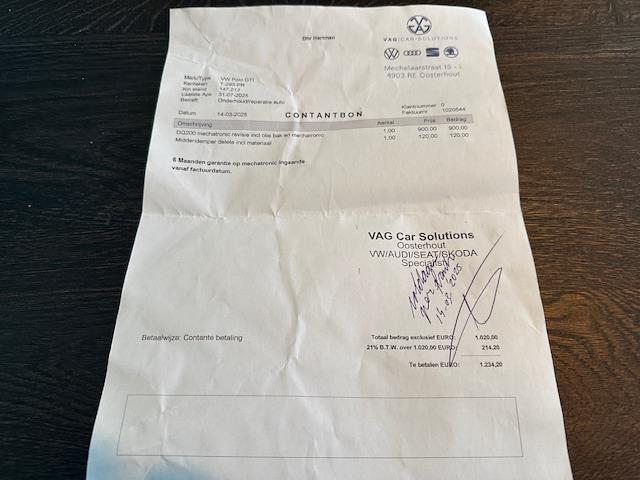 Dhr Hartman
VAG|CAR-SOLUTIONS
Mechelaarstraat 15 -
4903 RE Oosterhout
Merk/Type VW Polo GTI
Kenteken
Km stand 147.212
Laatste Apk 31-07-2025
Betreft Onderhoud/reparatie auto
Klantnummer 0
Datum 14-03-2025 CONTANTBON Factuurnr 1020544
Omschrijving Aantal Prijs Bedrag
DQ200 mechatronic revisie incl olie bak en mechatronic 1,00 900,00 900,00
Middendemper delete incl materiaal 1,00 120,00 120,00
6 Maanden garantie op mechatronic ingaande
vanaf factuurdatum.
VAG Car Solutions
Oosterhout
VW/AUDI/SEAT/SKODA
Specialist
14-03-2025
Betaalwijze: Contante betaling
Totaal bedrag exclusief EURO: 1.020,00
21% B.T.W. over 1.020,00 EURO: 214,20
Te betalen EURO: 1.234,20